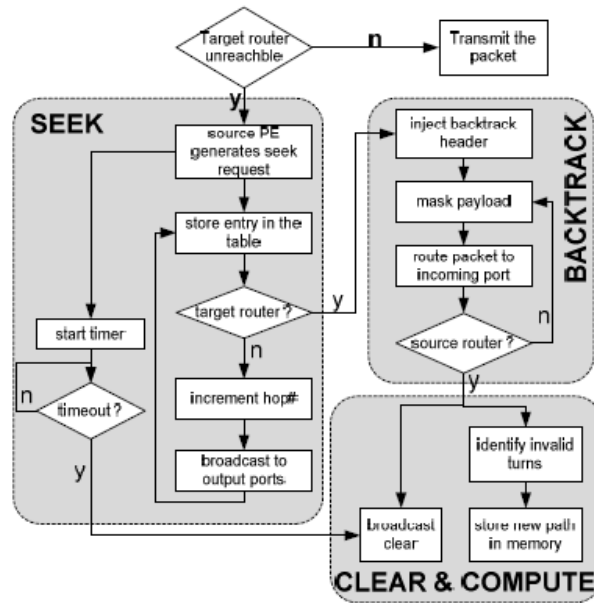 Target router
unreachble
n
Transmit the
packet
y
SEEK
source PE
generates seek
request
inject backtrack
header
BACKTRACK
store entry in the
table
mask payload
route packet to
incoming port
target router?
y
n
start timer
source router?
n
y
n
timeout?
increment hop#
y
broadcast to
output ports
identify invalid
turns
broadcast
clear
store new path
in memory
CLEAR & COMPUTE